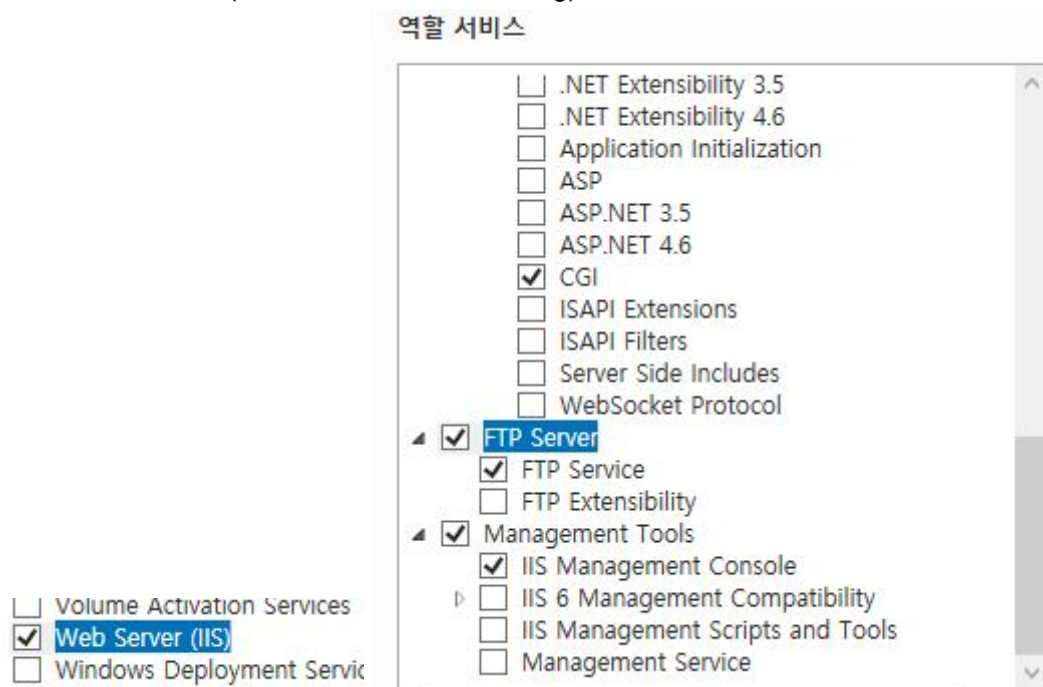 역할 서비스
.NET Extensibility 3.5
.NET Extensibility 4.6
Application Initialization
ASP
ASP.NET 3.5
ASP.NET 4.6
CGI
ISAPI Extensions
ISAPI Filters
Server Side Includes
WebSocket Protocol
FTP Server
FTP Service
FTP Extensibility
Management Tools
IIS Management Console
IIS 6 Management Compatibility
IIS Management Scripts and Tools
Management Service
Volume Activation Services
Web Server (IIS)
Windows Deployment Servic